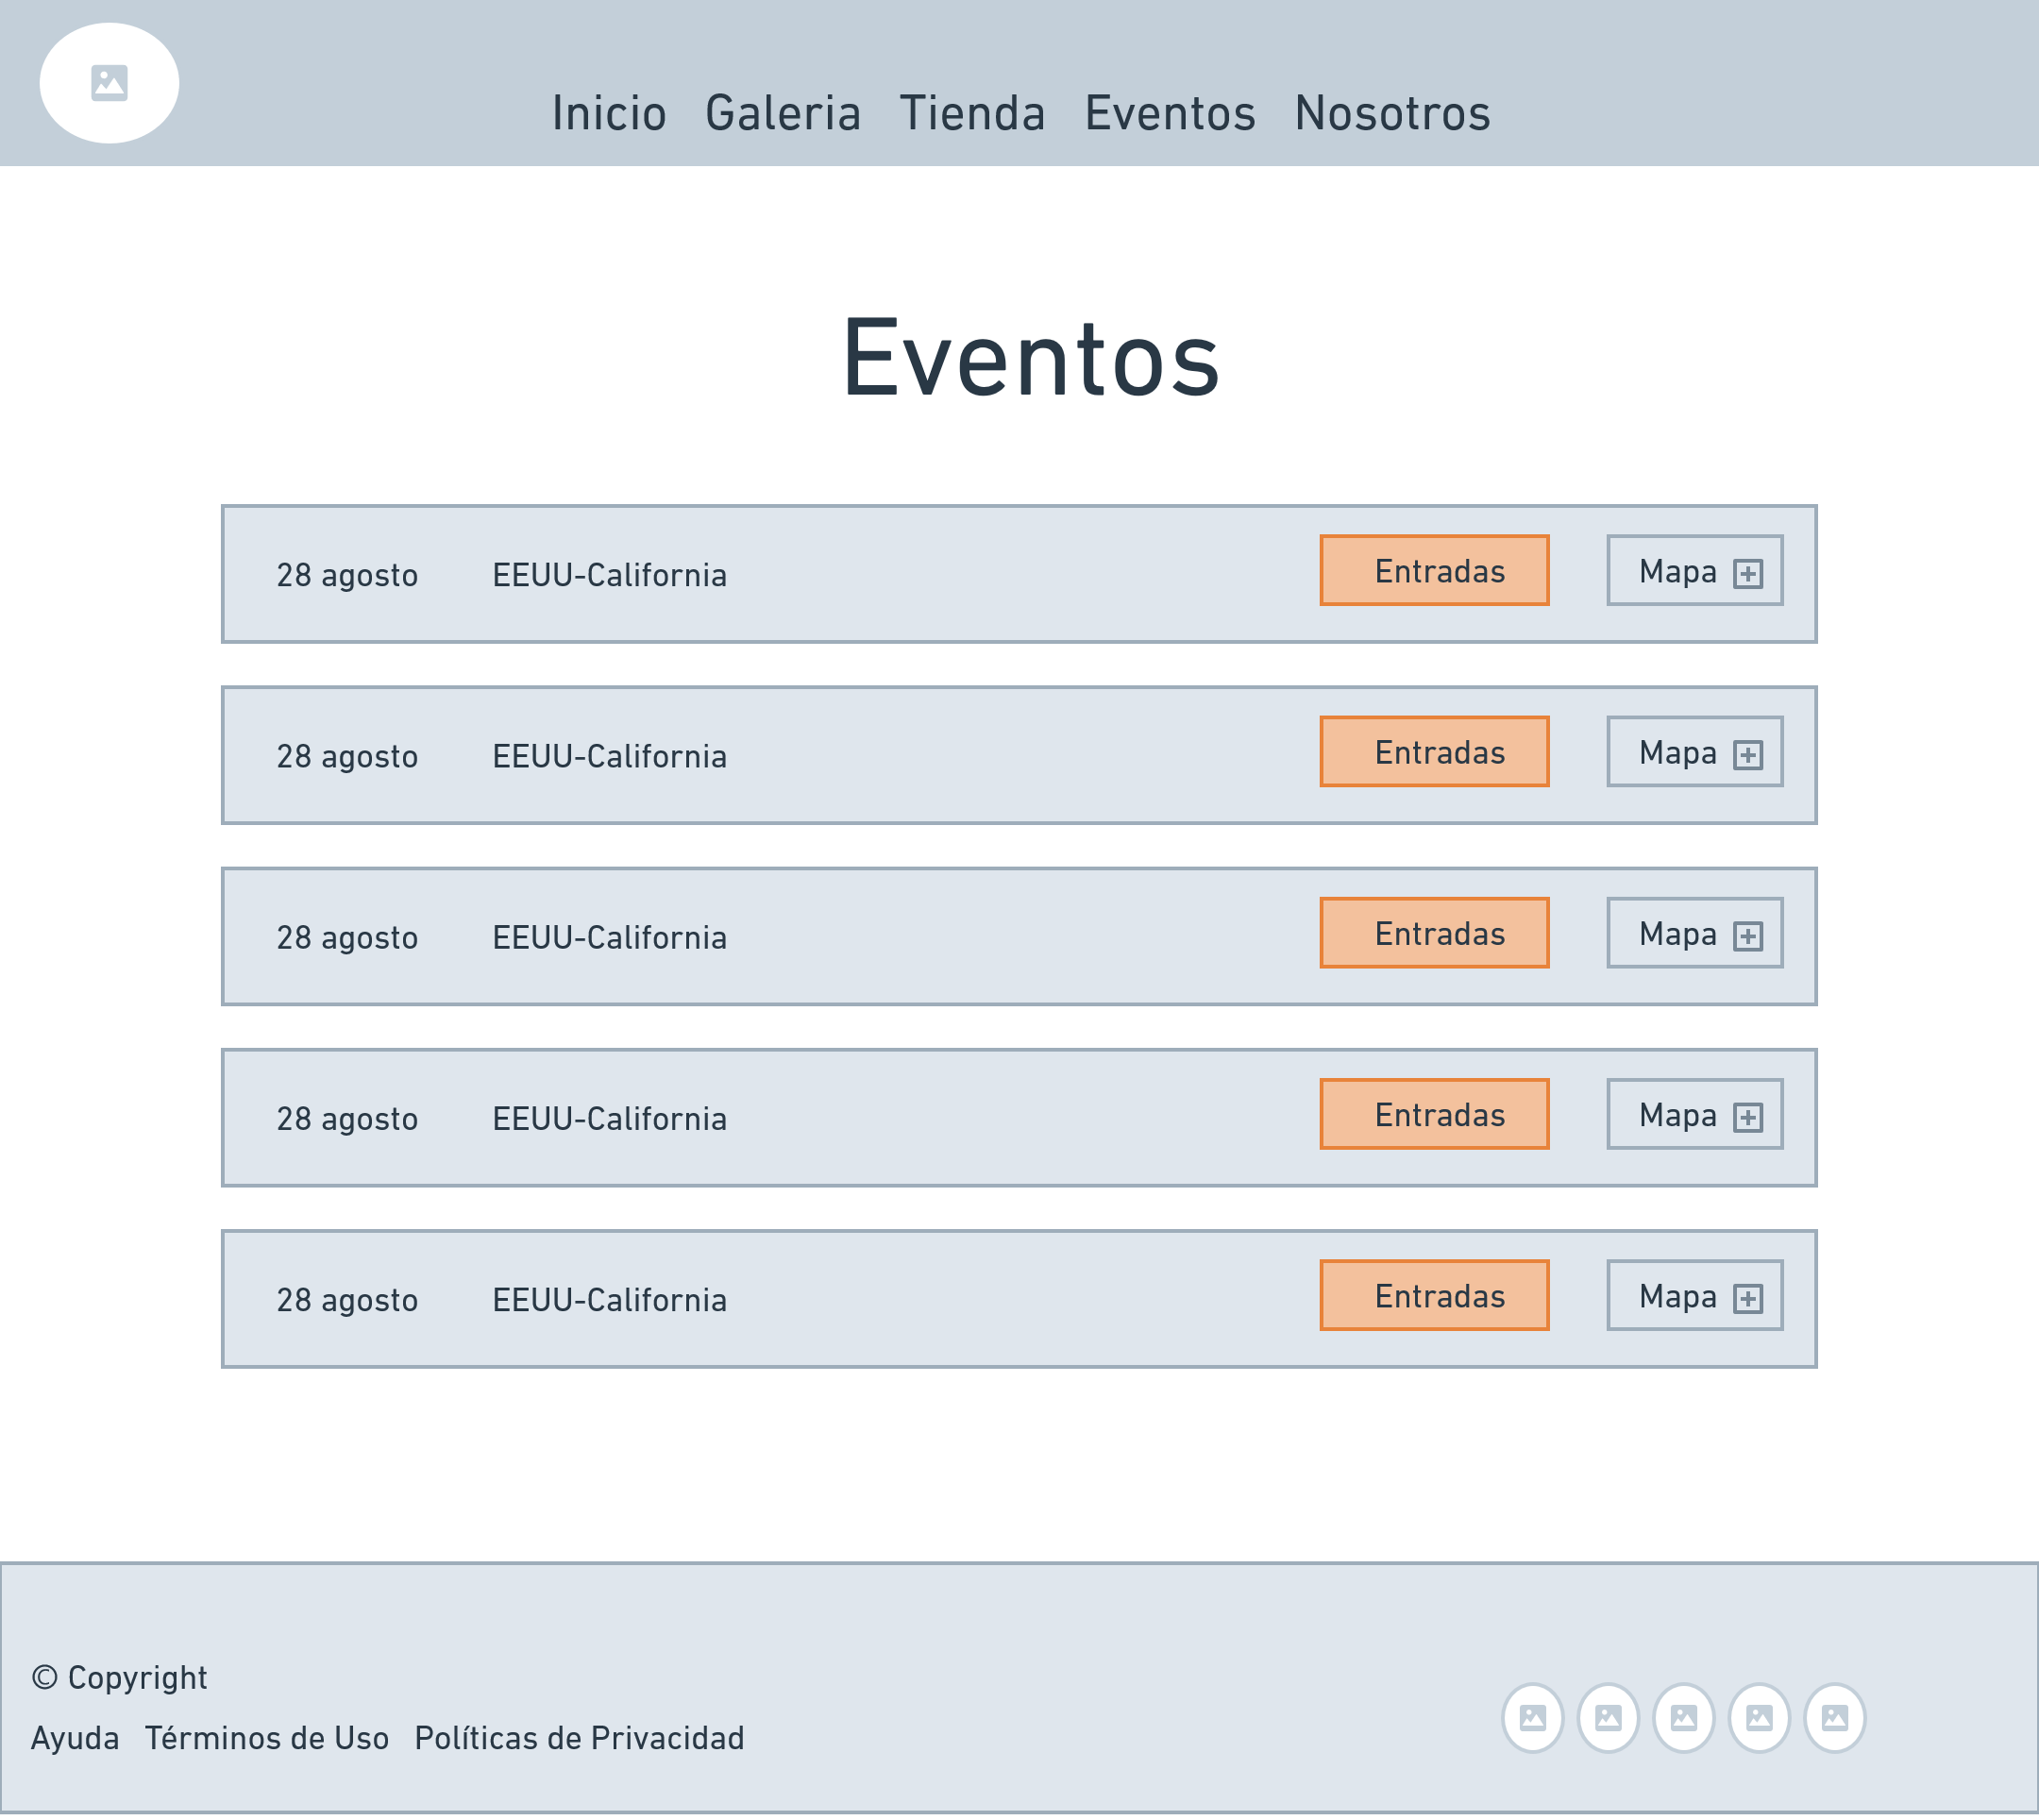 Inicio Galeria Tienda Eventos Nosotros
Eventos
28 agosto EEUU-California Entradas Mapa
28 agosto EEUU-California Entradas Mapa
28 agosto EEUU-California Entradas Mapa
28 agosto EEUU-California Entradas Mapa
28 agosto EEUU-California Entradas Mapa
© Copyright
Ayuda Términos de Uso Políticas de Privacidad